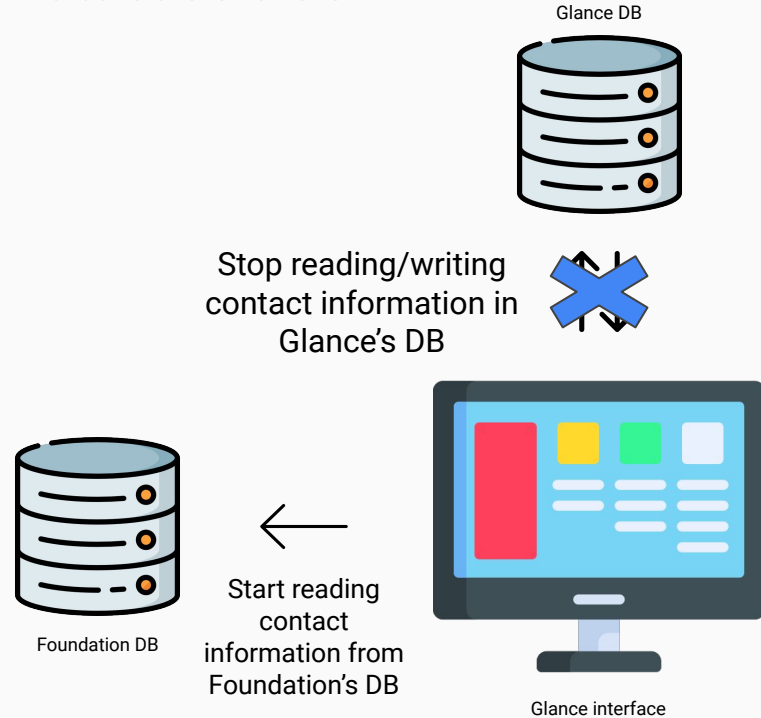 Glance DB
Stop reading/writing
contact information in
Glance’s DB
Foundation DB
Start reading
contact
information from
Foundation’s DB
Glance interface